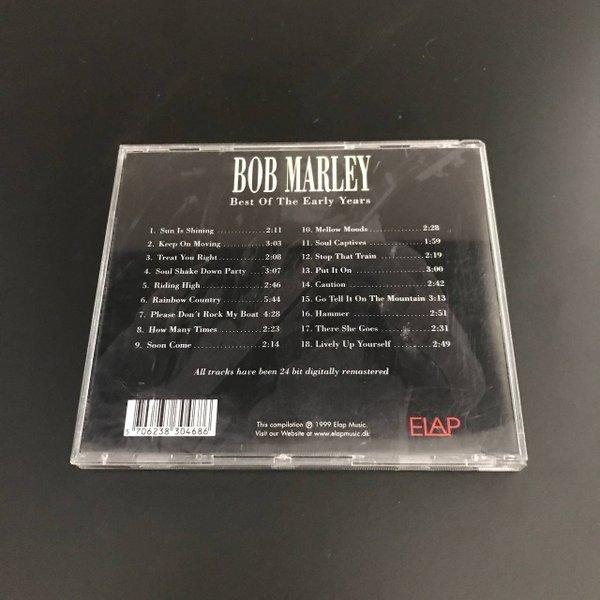 BOB MARLEY
Best Of The Early Years
1. Sun Is Shining ............ 2:11
2. Keep On Moving ........... 3:03
3. Treat You Right ............ 2:08
4. Soul Shake Down Party .... 3:07
5. Riding High ................ 2:46
6. Rainbow Country .......... 5:44
7. Please Don't Rock My Boat 4:28
8. How Many Times .......... 2:23
9. Soon Come ................. 2:14
10. Mellow Moods ............. 2:28
11. Soul Captives .............. 1:59
12. Stop That Train ........... 2:19
13. Put It On ................... 3:00
14. Caution .................... 2:42
15. Go Tell It On The Mountain 3:13
16. Hammer ................... 2:51
17. There She Goes ............ 2:31
18. Lively Up Yourself ......... 2:49
All tracks have been 24 bit digitally remastered
5 706238 304686
This compilation ℗ 1999 Elap Music.
Visit our Website at www.elapmusic.dk
ELAP